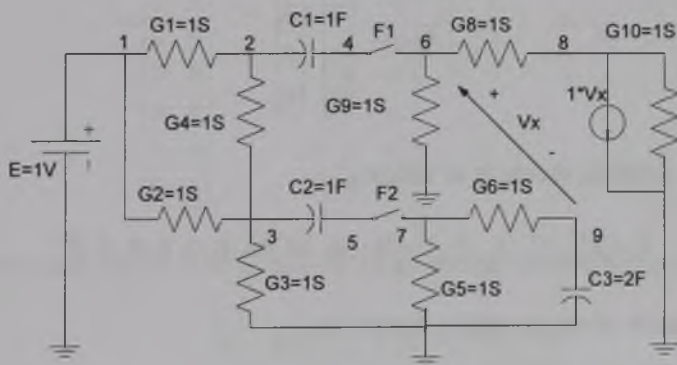 G1=1S
C1=1F
F1
G8=1S
G10=1S
1
2
4
6
8
+
G4=1S
G9=1S
1*Vx
Vx
+
-
E=1V
G2=1S
C2=1F
F2
G6=1S
3
5
7
9
G3=1S
G5=1S
C3=2F